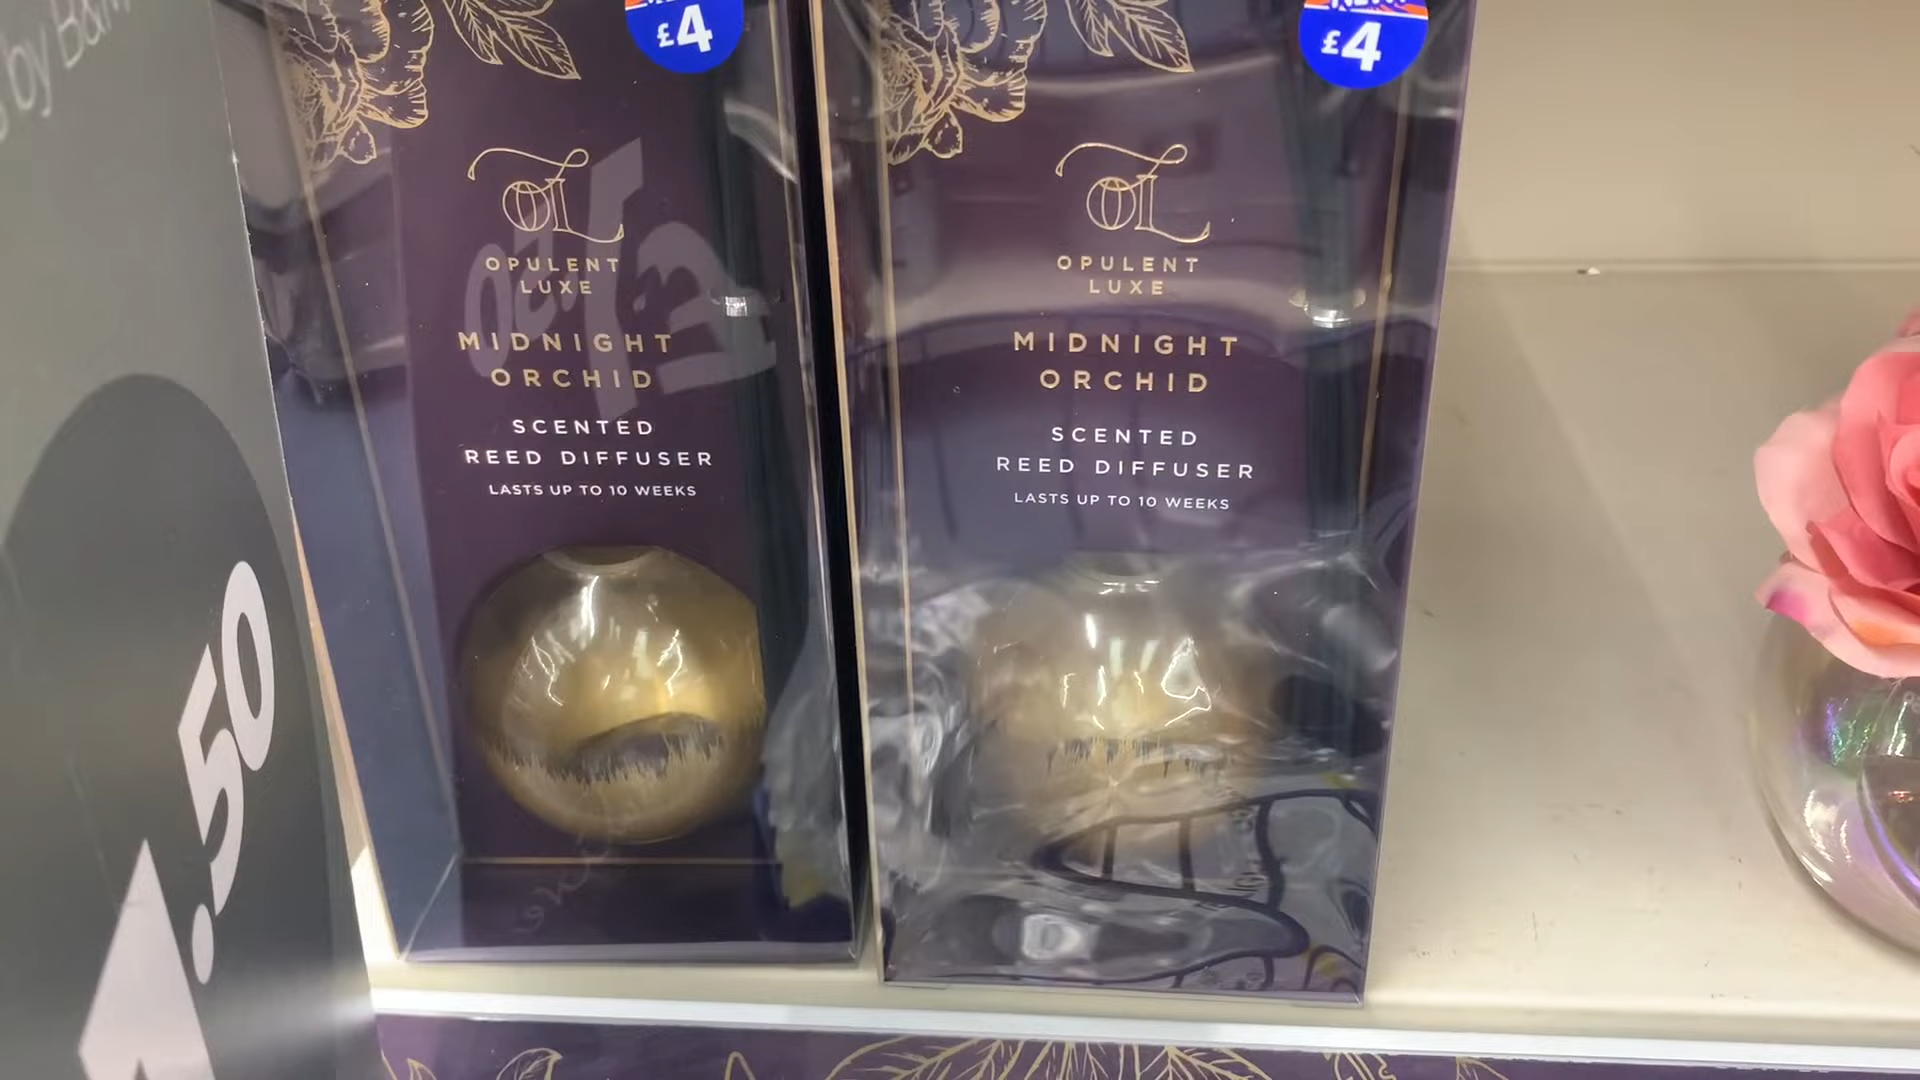 by B&M
£4
OL
OPULENT
LUXE
MIDNIGHT
ORCHID
SCENTED
REED DIFFUSER
LASTS UP TO 10 WEEKS
£4
OL
OPULENT
LUXE
MIDNIGHT
ORCHID
SCENTED
REED DIFFUSER
LASTS UP TO 10 WEEKS
.50